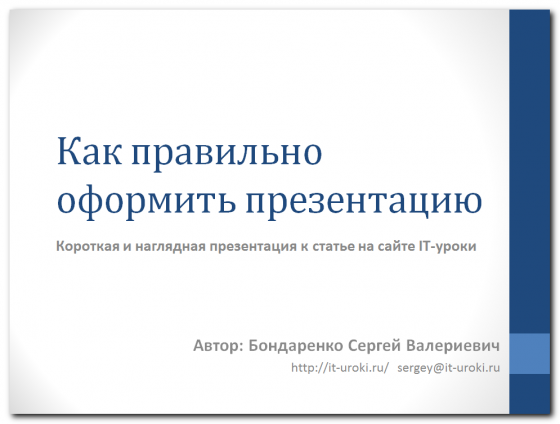 Как правильно
оформить презентацию
Короткая и наглядная презентация к статье на сайте IT-уроки
Автор: Бондаренко Сергей Валериевич
http://it-uroki.ru/ sergey@it-uroki.ru